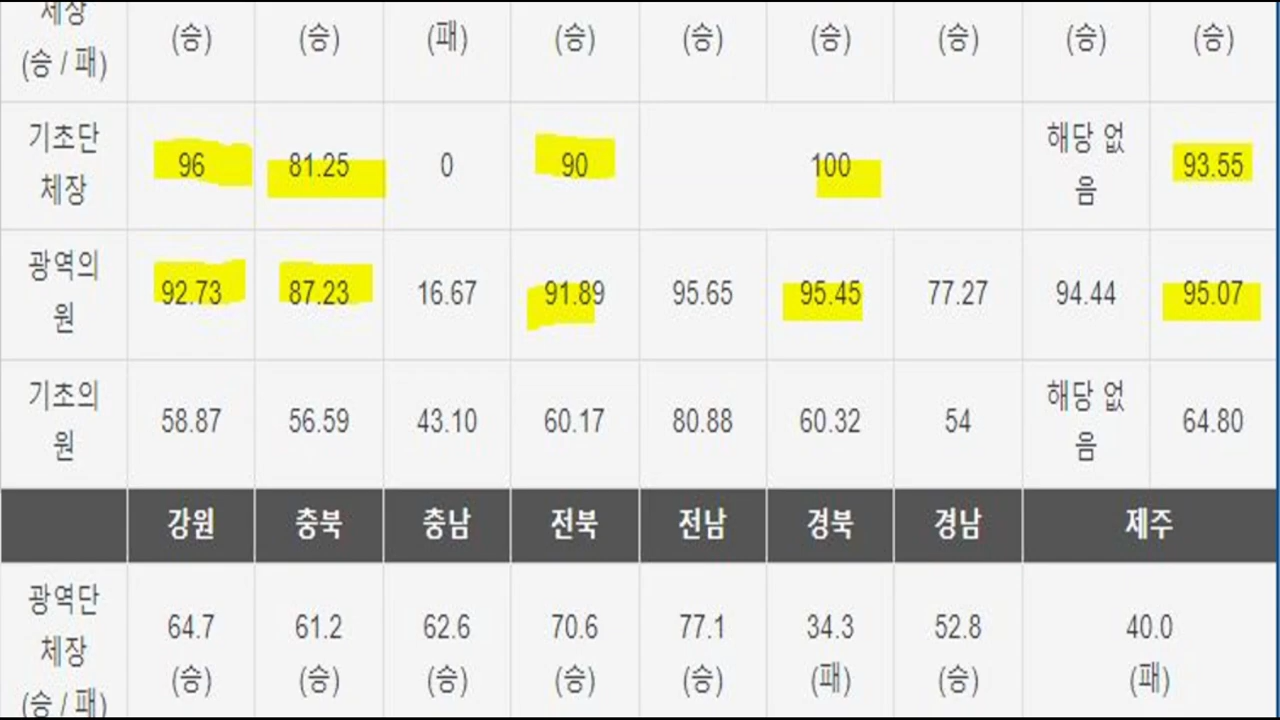 체장
(승 / 패) (승) (승) (패) (승) (승) (승) (승) (승) (승)
기초단
체장 96 81.25 0 90 100 해당 없
음 93.55
광역의
원 92.73 87.23 16.67 91.89 95.65 95.45 77.27 94.44 95.07
기초의
원 58.87 56.59 43.10 60.17 80.88 60.32 54 해당 없
음 64.80
강원 충북 충남 전북 전남 경북 경남 제주
광역단
체장
(승 / 패) 64.7 61.2 62.6 70.6 77.1 34.3 52.8 40.0
(승) (승) (승) (승) (승) (패) (승) (패)